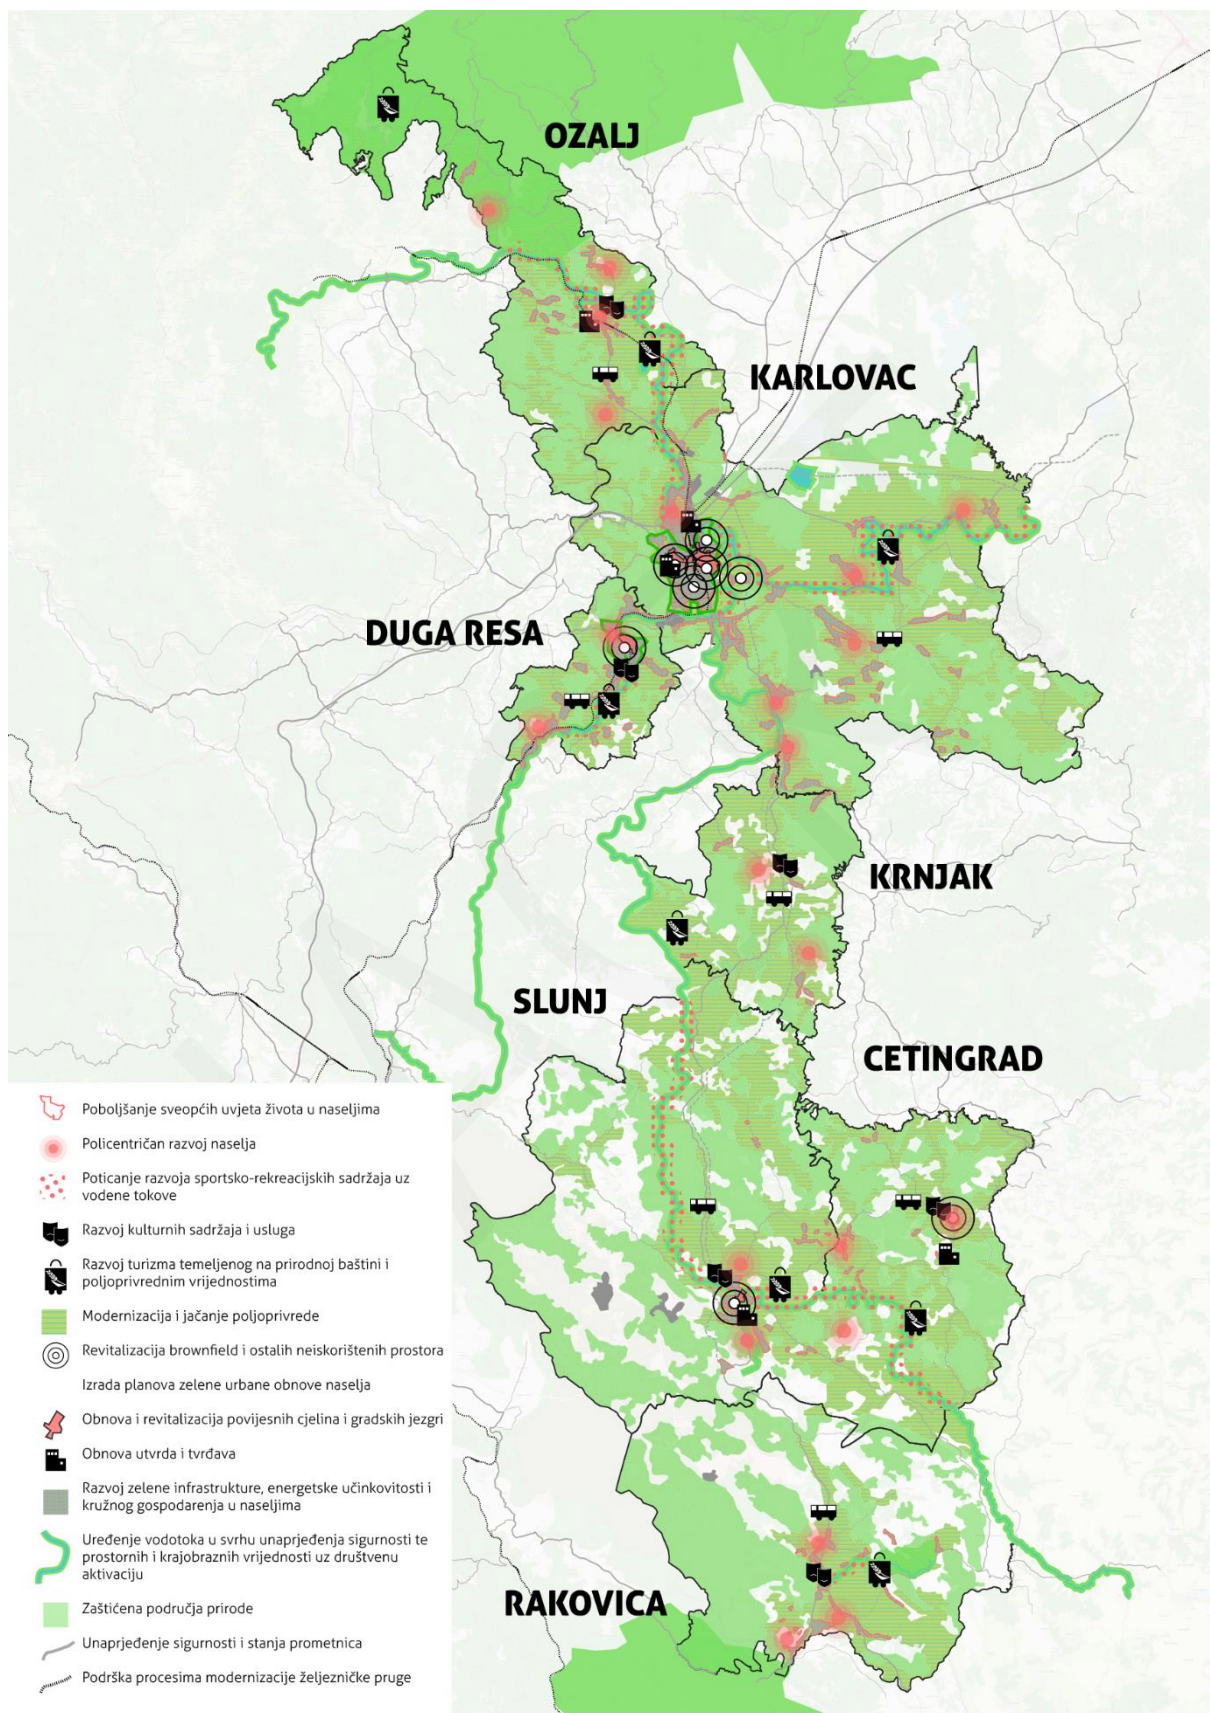 OZALJ
KARLOVAC
DUGA RESA
KRNJAK
SLUNJ
CETINGRAD
RAKOVICA
Poboljšanje sveopćih uvjeta života u naseljima
Policentričan razvoj naselja
Poticanje razvoja sportsko-rekreacijskih sadržaja uz
vodene tokove
Razvoj kulturnih sadržaja i usluga
Razvoj turizma temeljenog na prirodnoj baštini i
poljoprivrednim vrijednostima
Modernizacija i jačanje poljoprivrede
Revitalizacija brownfield i ostalih neiskorištenih prostora
Izrada planova zelene urbane obnove naselja
Obnova i revitalizacija povijesnih cjelina i gradskih jezgri
Obnova utvrda i tvrđava
Razvoj zelene infrastrukture, energetske učinkovitosti i
kružnog gospodarenja u naseljima
Uređenje vodotoka u svrhu unaprjeđenja sigurnosti te
prostornih i krajobraznih vrijednosti uz društvenu
aktivaciju
Zaštićena područja prirode
Unaprjeđenje sigurnosti i stanja prometnica
Podrška procesima modernizacije željezničke pruge